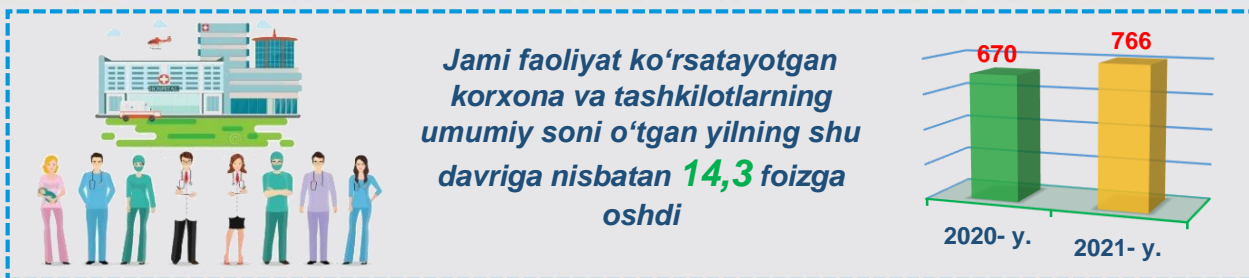 HOSPITAL
Jami faoliyat ko‘rsatayotgan
korxona va tashkilotlarning
umumiy soni o‘tgan yilning shu
davriga nisbatan 14,3 foizga
oshdi
670
766
2020- y.
2021- y.